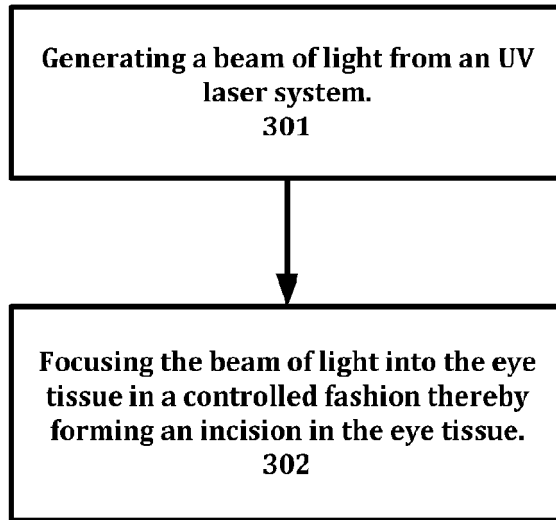 Generating a beam of light from an UV
laser system.
301
Focusing the beam of light into the eye
tissue in a controlled fashion thereby
forming an incision in the eye tissue.
302